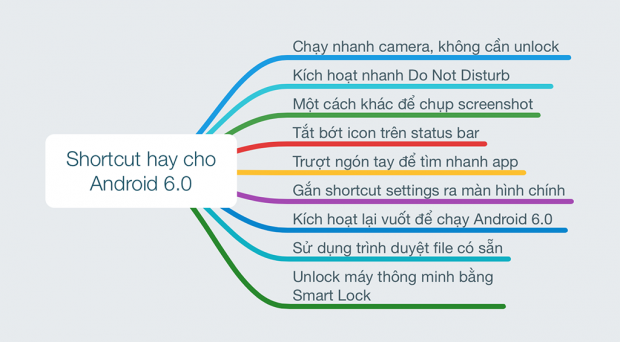 Shortcut hay cho
Android 6.0
Chạy nhanh camera, không cần unlock
Kích hoạt nhanh Do Not Disturb
Một cách khác để chụp screenshot
Tắt bớt icon trên status bar
Trượt ngón tay để tìm nhanh app
Gắn shortcut settings ra màn hình chính
Kích hoạt lại vuốt để chạy Android 6.0
Sử dụng trình duyệt file có sẵn
Unlock máy thông minh bằng
Smart Lock